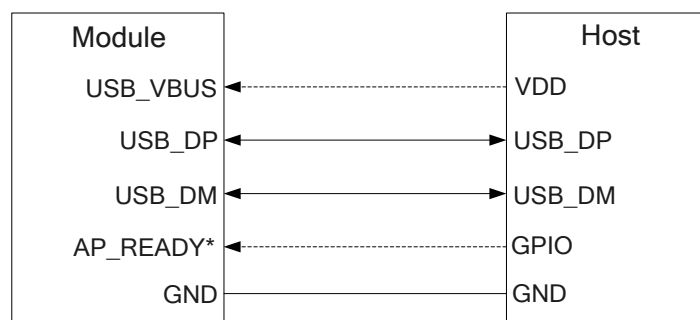 Module Host
USB_VBUS VDD
USB_DP USB_DP
USB_DM USB_DM
AP_READY* GPIO
GND GND